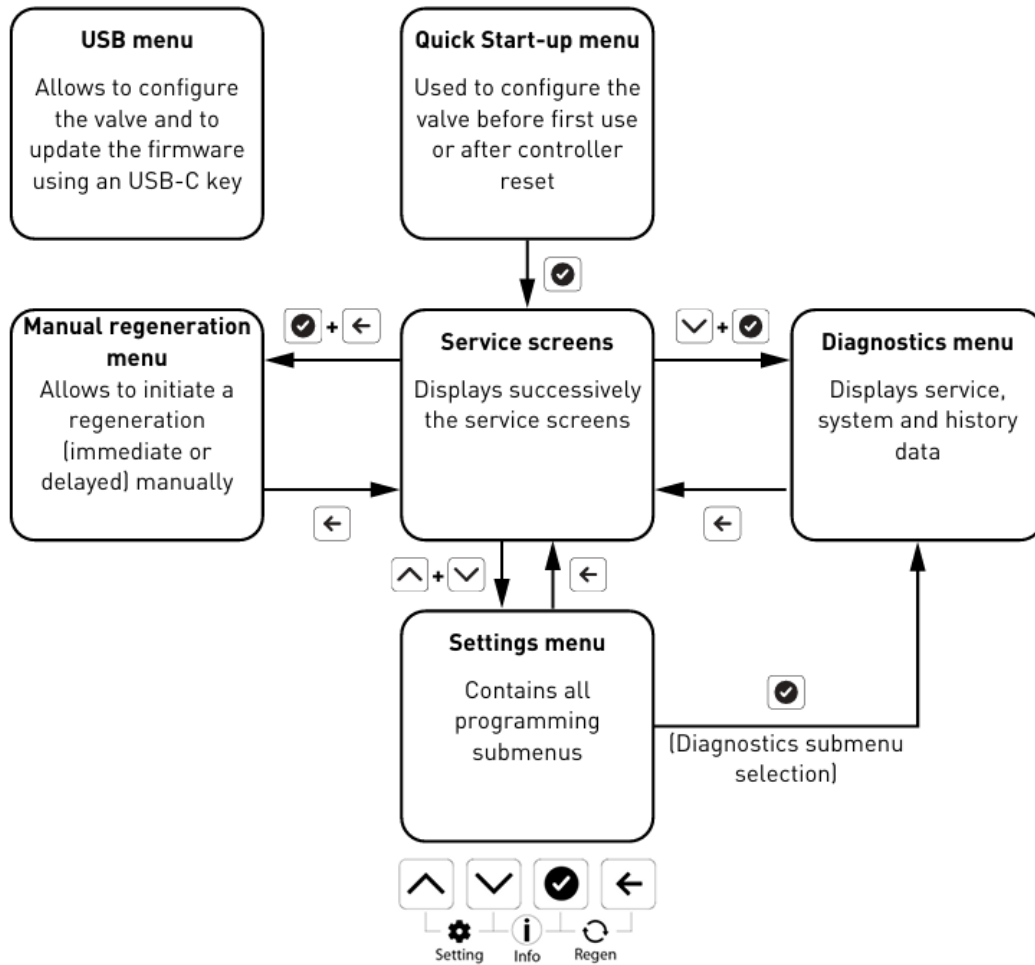 USB menu
Allows to configure
the valve and to
update the firmware
using an USB-C key
Quick Start-up menu
Used to configure the
valve before first use
or after controller
reset
Manual regeneration
menu
Allows to initiate a
regeneration
(immediate or
delayed) manually
+
Service screens
Displays successively
the service screens
+
Diagnostics menu
Displays service,
system and history
data
+
Settings menu
Contains all
programming
submenus
(Diagnostics submenu
selection)
Setting
i
Info
Regen